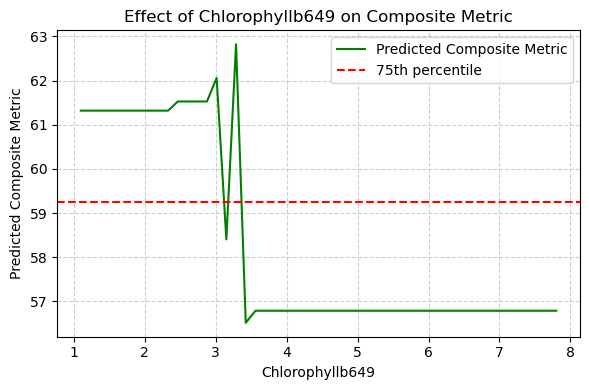 Effect of Chlorophyllb649 on Composite Metric
Predicted Composite Metric
75th percentile
Predicted Composite Metric
63
62
61
60
59
58
57
1 2 3 4 5 6 7 8
Chlorophyllb649